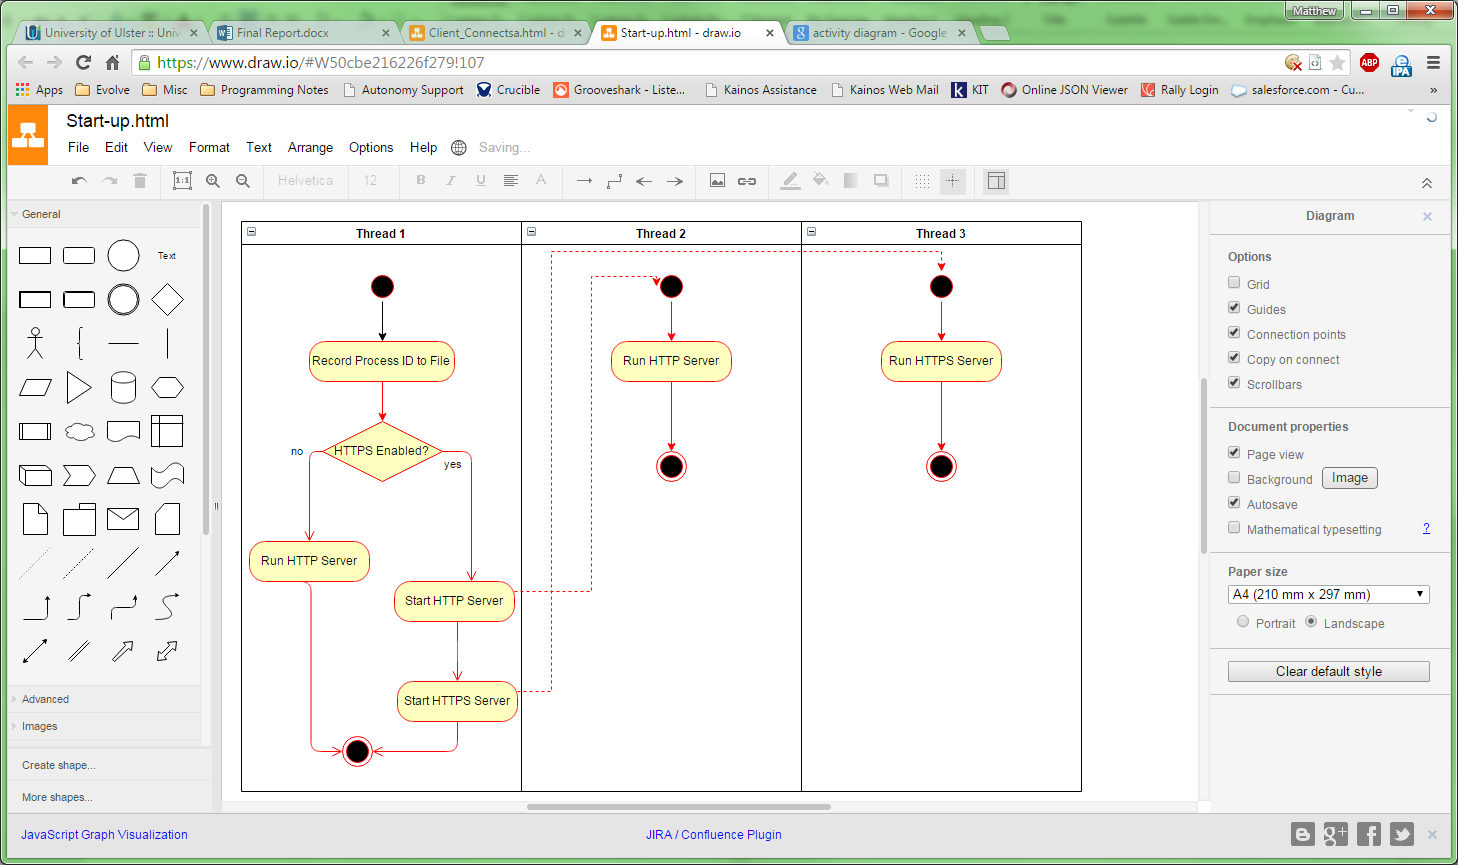 Matthew
University of Ulster :: Univ
Final Report.docx
Client_Connectsa.html - d
Start-up.html - draw.io
activity diagram - Google
https://www.draw.io/#W50cbe216226f279!107
ABP
IPA
Apps
Evolve
Misc
Programming Notes
Autonomy Support
Crucible
Grooveshark - Liste...
Kainos Assistance
Kainos Web Mail
KIT
Online JSON Viewer
Rally Login
salesforce.com - Cu...
»
Start-up.html
File Edit View Format Text Arrange Options Help Saving...
1:1
Helvetica
12
B I U A
General
Text
Advanced
Images
Create shape...
More shapes...
Thread 1
Thread 2
Thread 3
Record Process ID to File
HTTPS Enabled?
no
yes
Run HTTP Server
Start HTTP Server
Start HTTPS Server
Run HTTP Server
Run HTTPS Server
Diagram
Options
Grid
Guides
Connection points
Copy on connect
Scrollbars
Document properties
Page view
Background
Image
Autosave
Mathematical typesetting
?
Paper size
A4 (210 mm x 297 mm)
Portrait
Landscape
Clear default style
JavaScript Graph Visualization
JIRA / Confluence Plugin